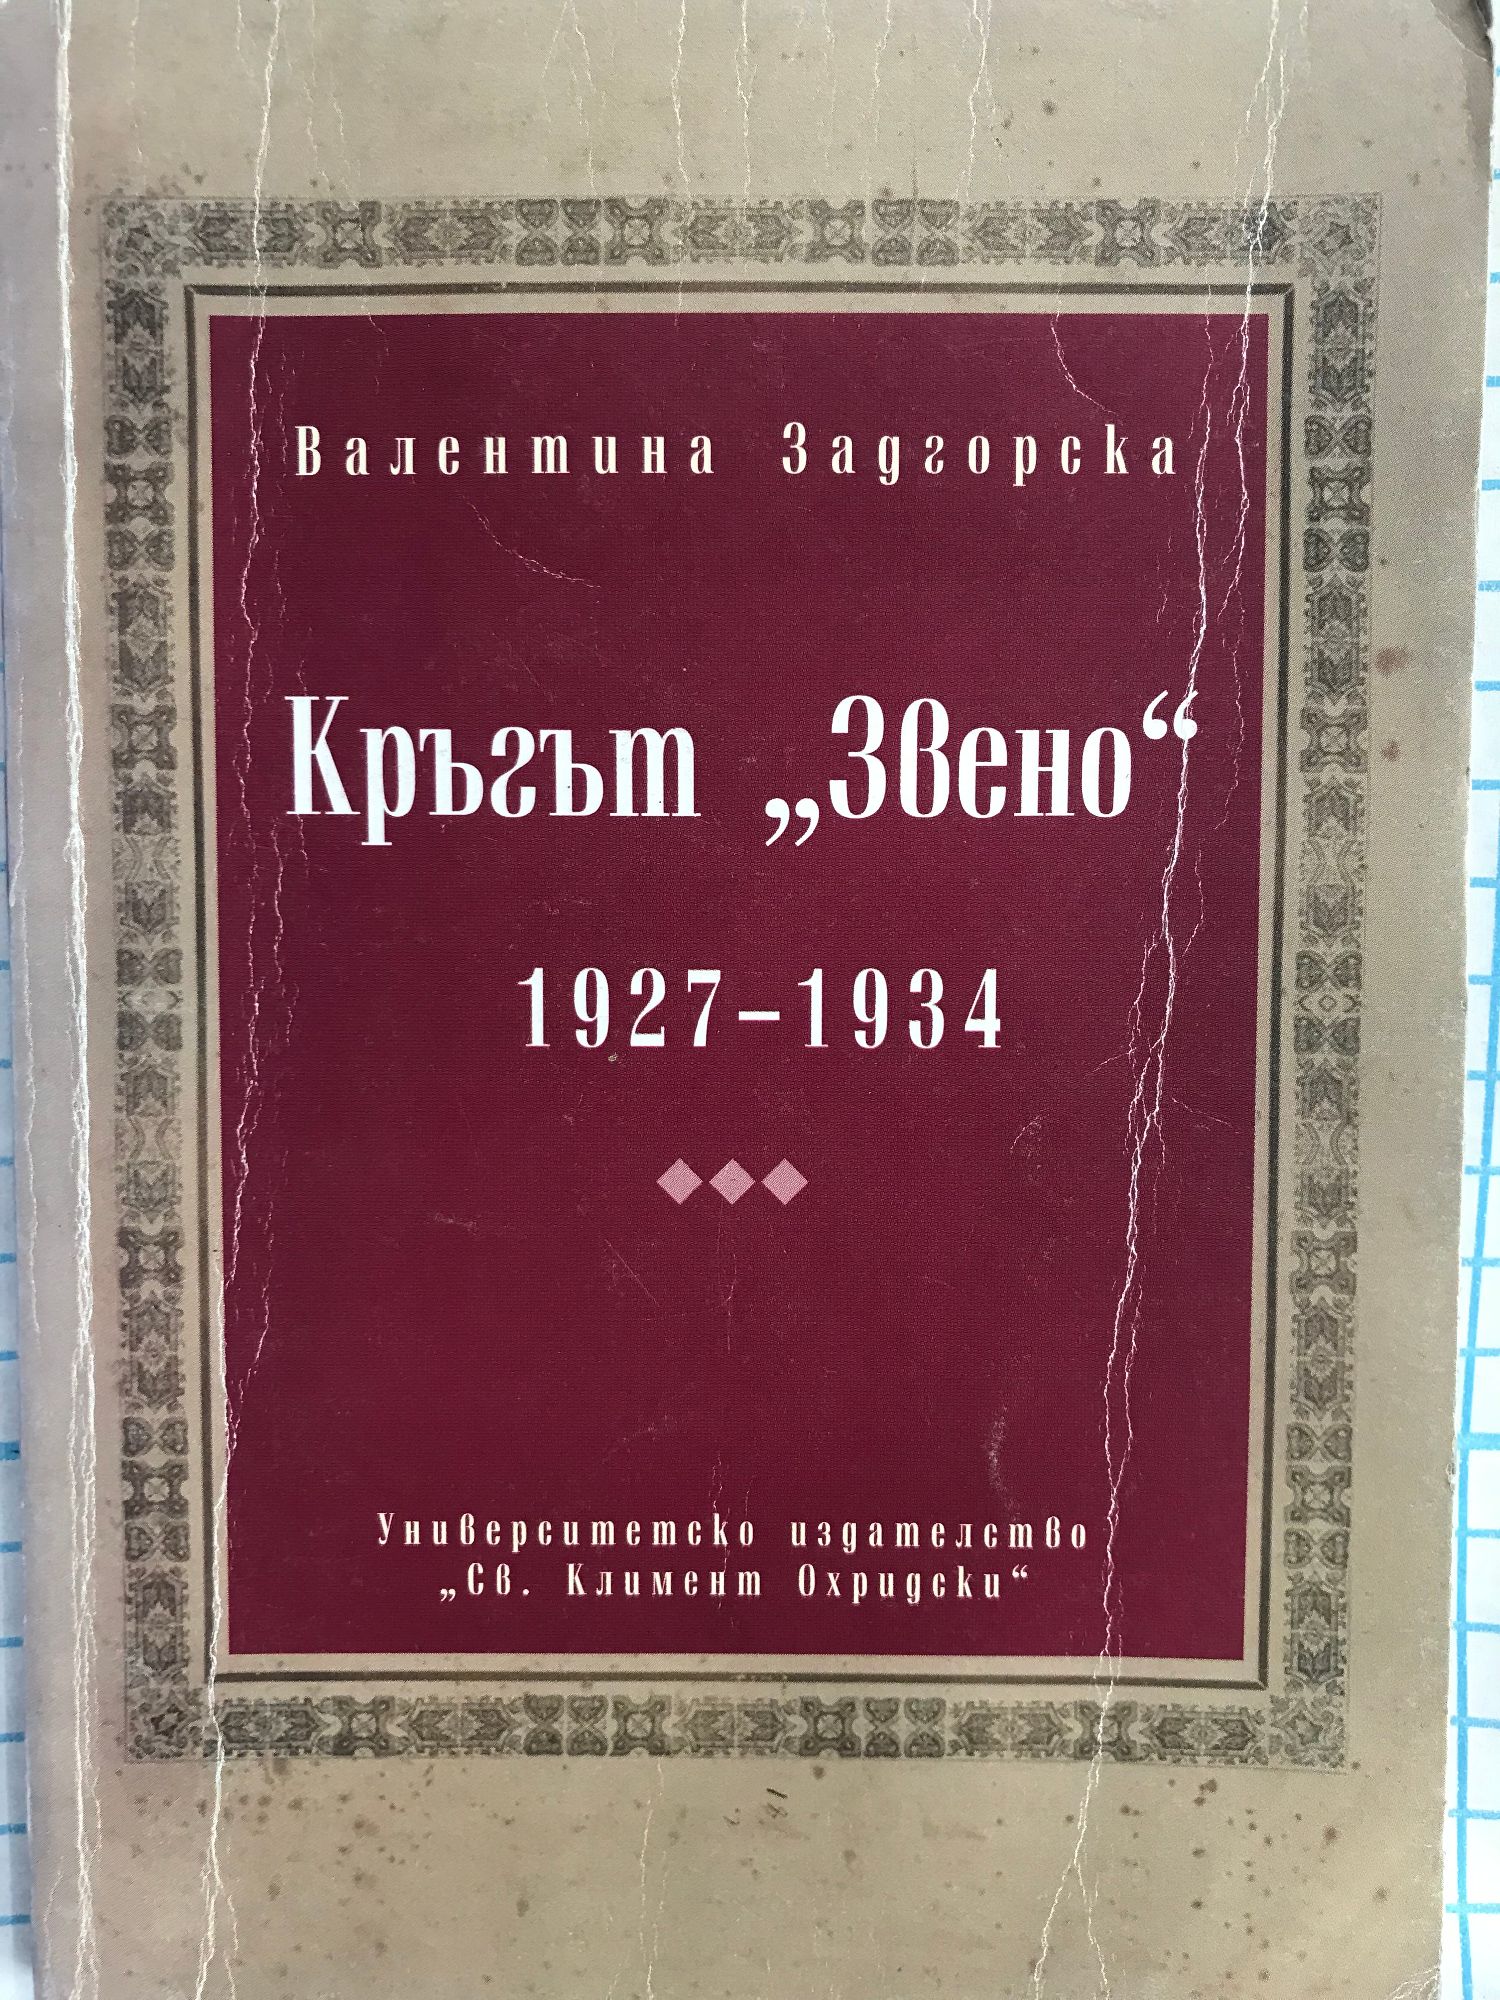 Валентина Задгорска
Кръгът „Звено“
1927–1934
Университетско издателство
„Св. Климент Охридски“